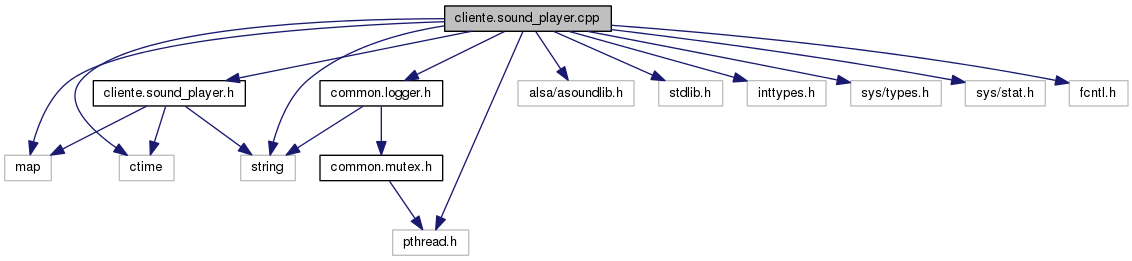 cliente.sound_player.cpp
cliente.sound_player.h
common.logger.h
alsa/asoundlib.h
stdlib.h
inttypes.h
sys/types.h
sys/stat.h
fcntl.h
map
ctime
string
common.mutex.h
pthread.h